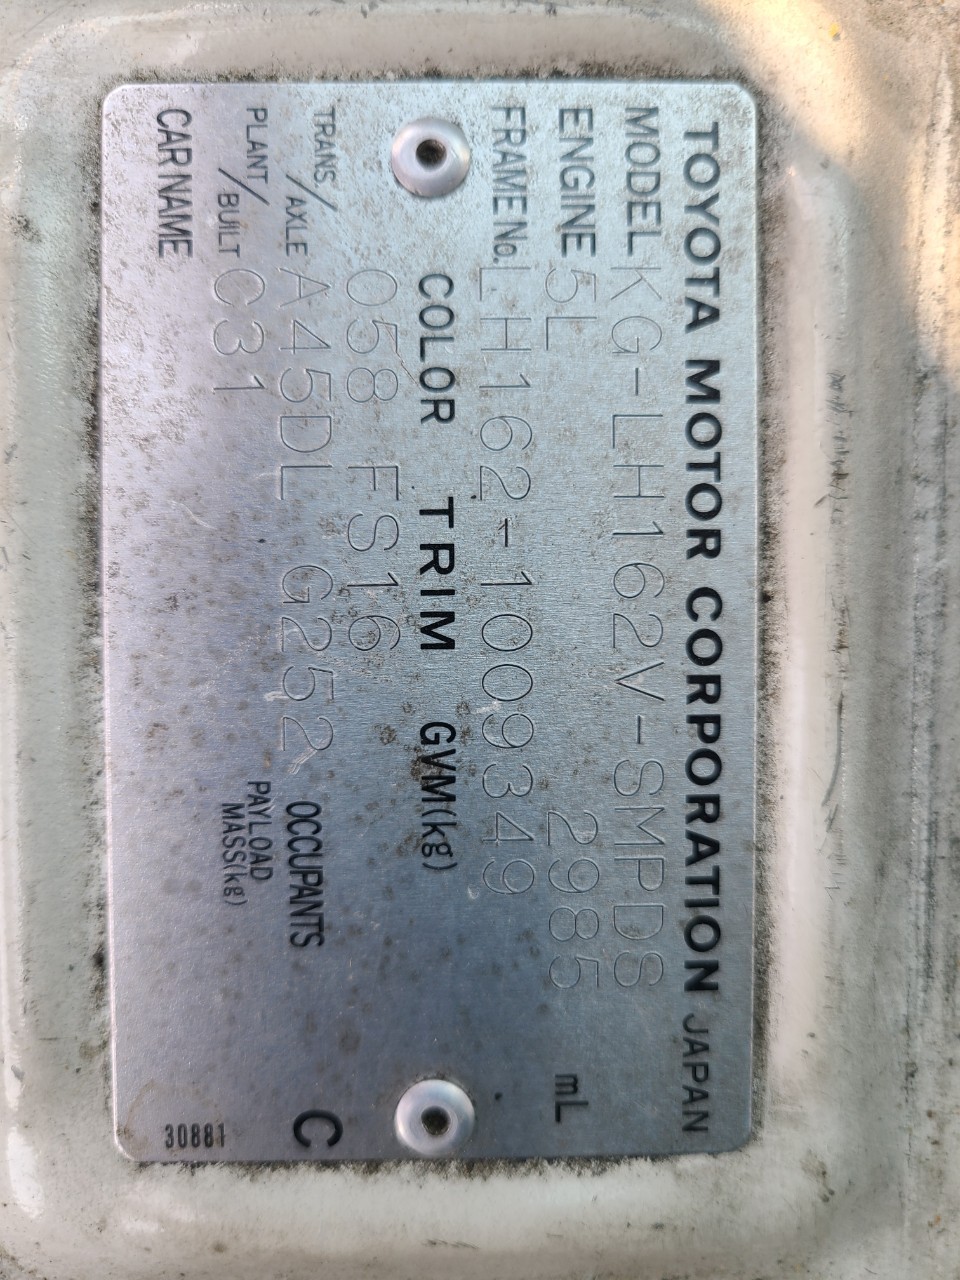 TOYOTA MOTOR CORPORATION JAPAN
MODEL KG-LH162V-SMPDS
ENGINE 5L 2985 mL
FRAME No. LH162-1009349
COLOR TRIM GVM(kg)
058 FS16
TRANS./AXLE A45DL G252 OCCUPANTS C
PLANT/BUILT C31 PAYLOAD MASS(kg)
CAR NAME 30881